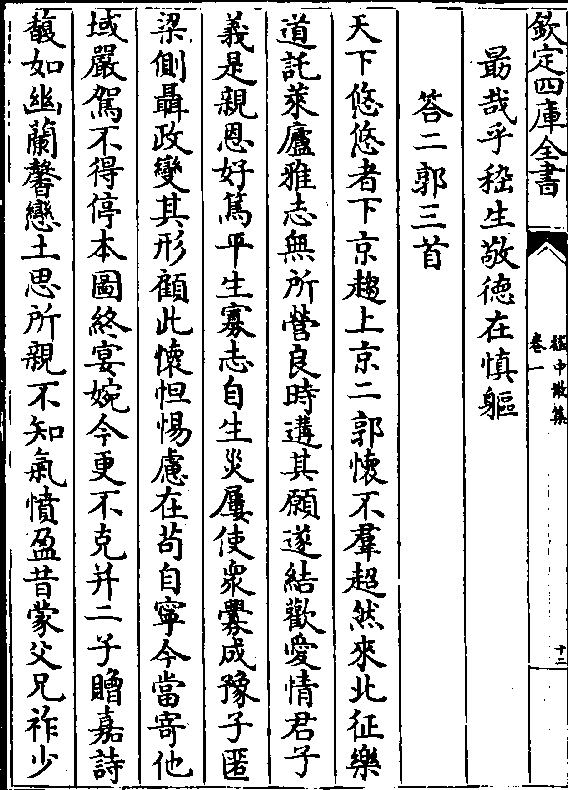 欽定四庫全書
嵇中散集
卷一
十二
勗哉乎嵇生敬德在慎軀
答二郭三首
天下悠悠者下京趨上京二郭懷不羣超然來北征樂
道託萊廬雅志無所營良時遘其願遂結歡愛情君子
義是親恩好篤平生寡志自生災屢使衆釁成豫子匿
梁側聶政變其形顧此懷怛惕慮在苟自寧今當寄他
域嚴駕不得停本圖終宴婉今更不克并二子贈嘉詩
馥如幽蘭馨戀土思所親不知氣憤盈昔蒙父兄祚少